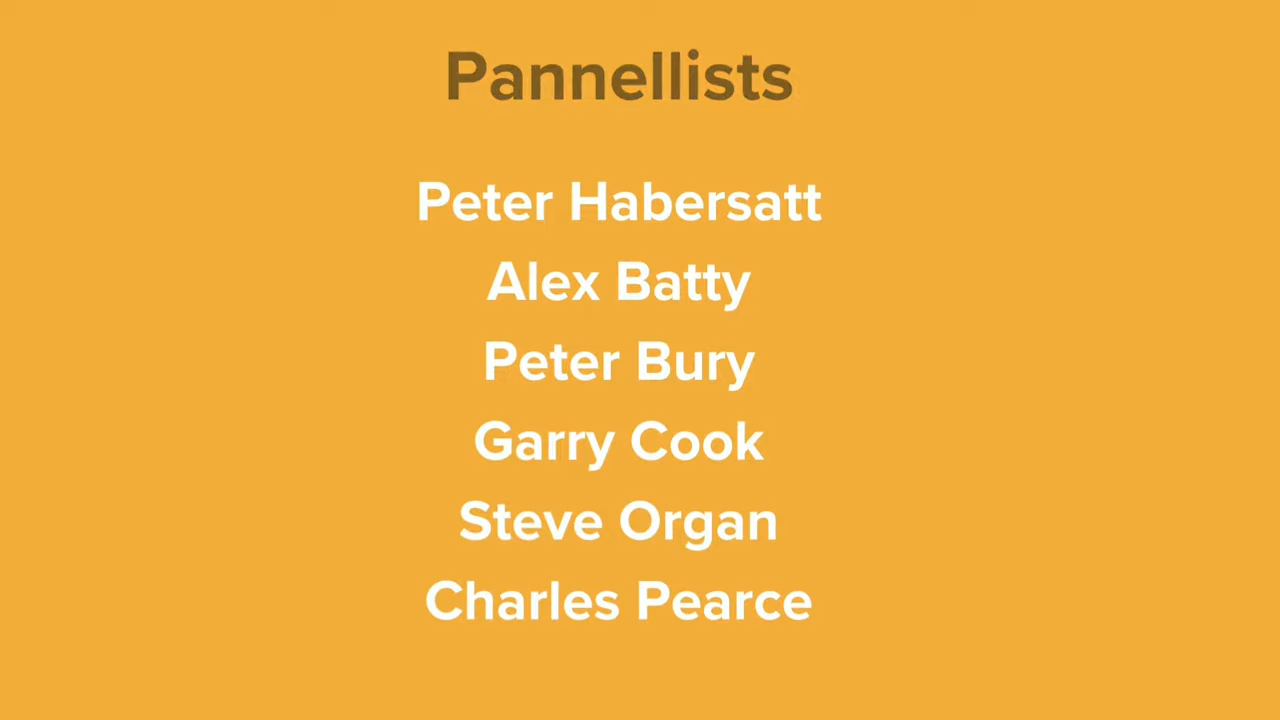 Pannellists
Peter Habersatt
Alex Batty
Peter Bury
Garry Cook
Steve Organ
Charles Pearce